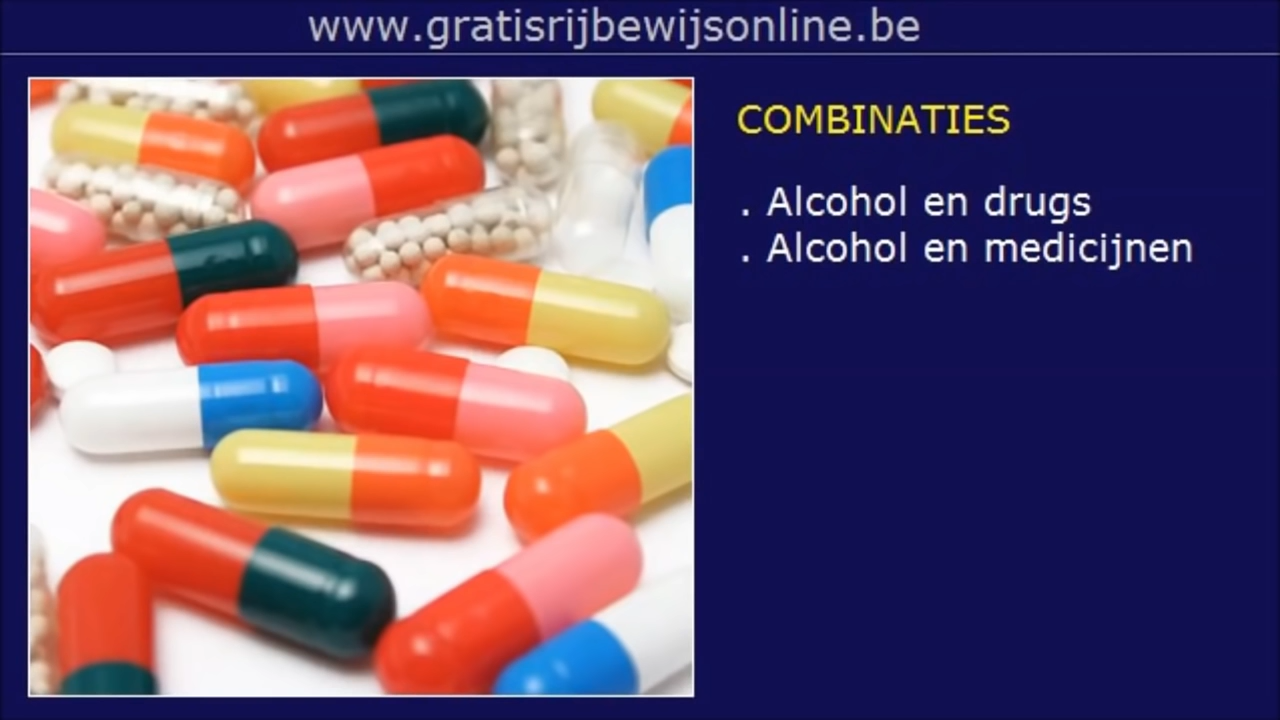 www.gratisrijbewijsonline.be
COMBINATIES
. Alcohol en drugs
. Alcohol en medicijnen